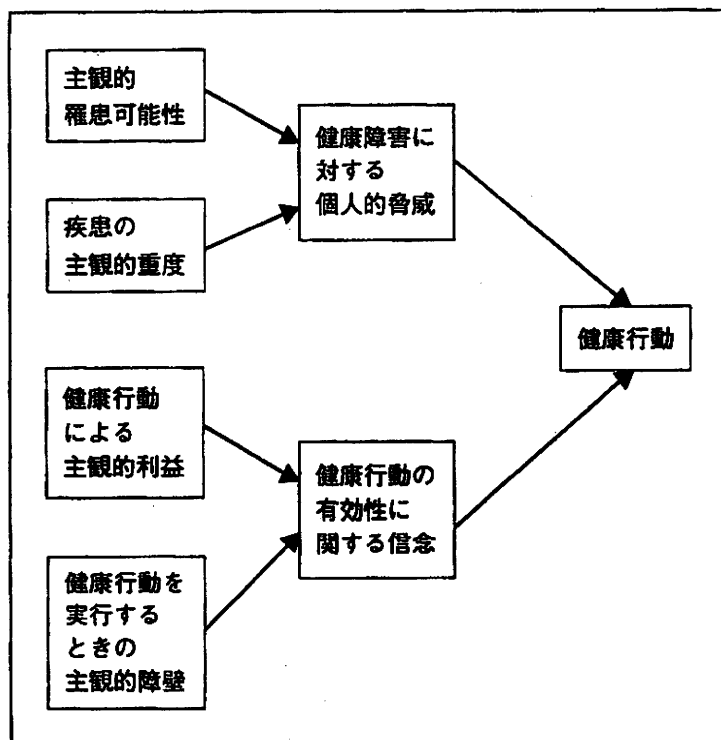 主観的
罹患可能性
疾患の
主観的重度
健康障害に
対する
個人的脅威
健康行動
による
主観的利益
健康行動を
実行する
ときの
主観的障壁
健康行動の
有効性に
関する信念
健康行動